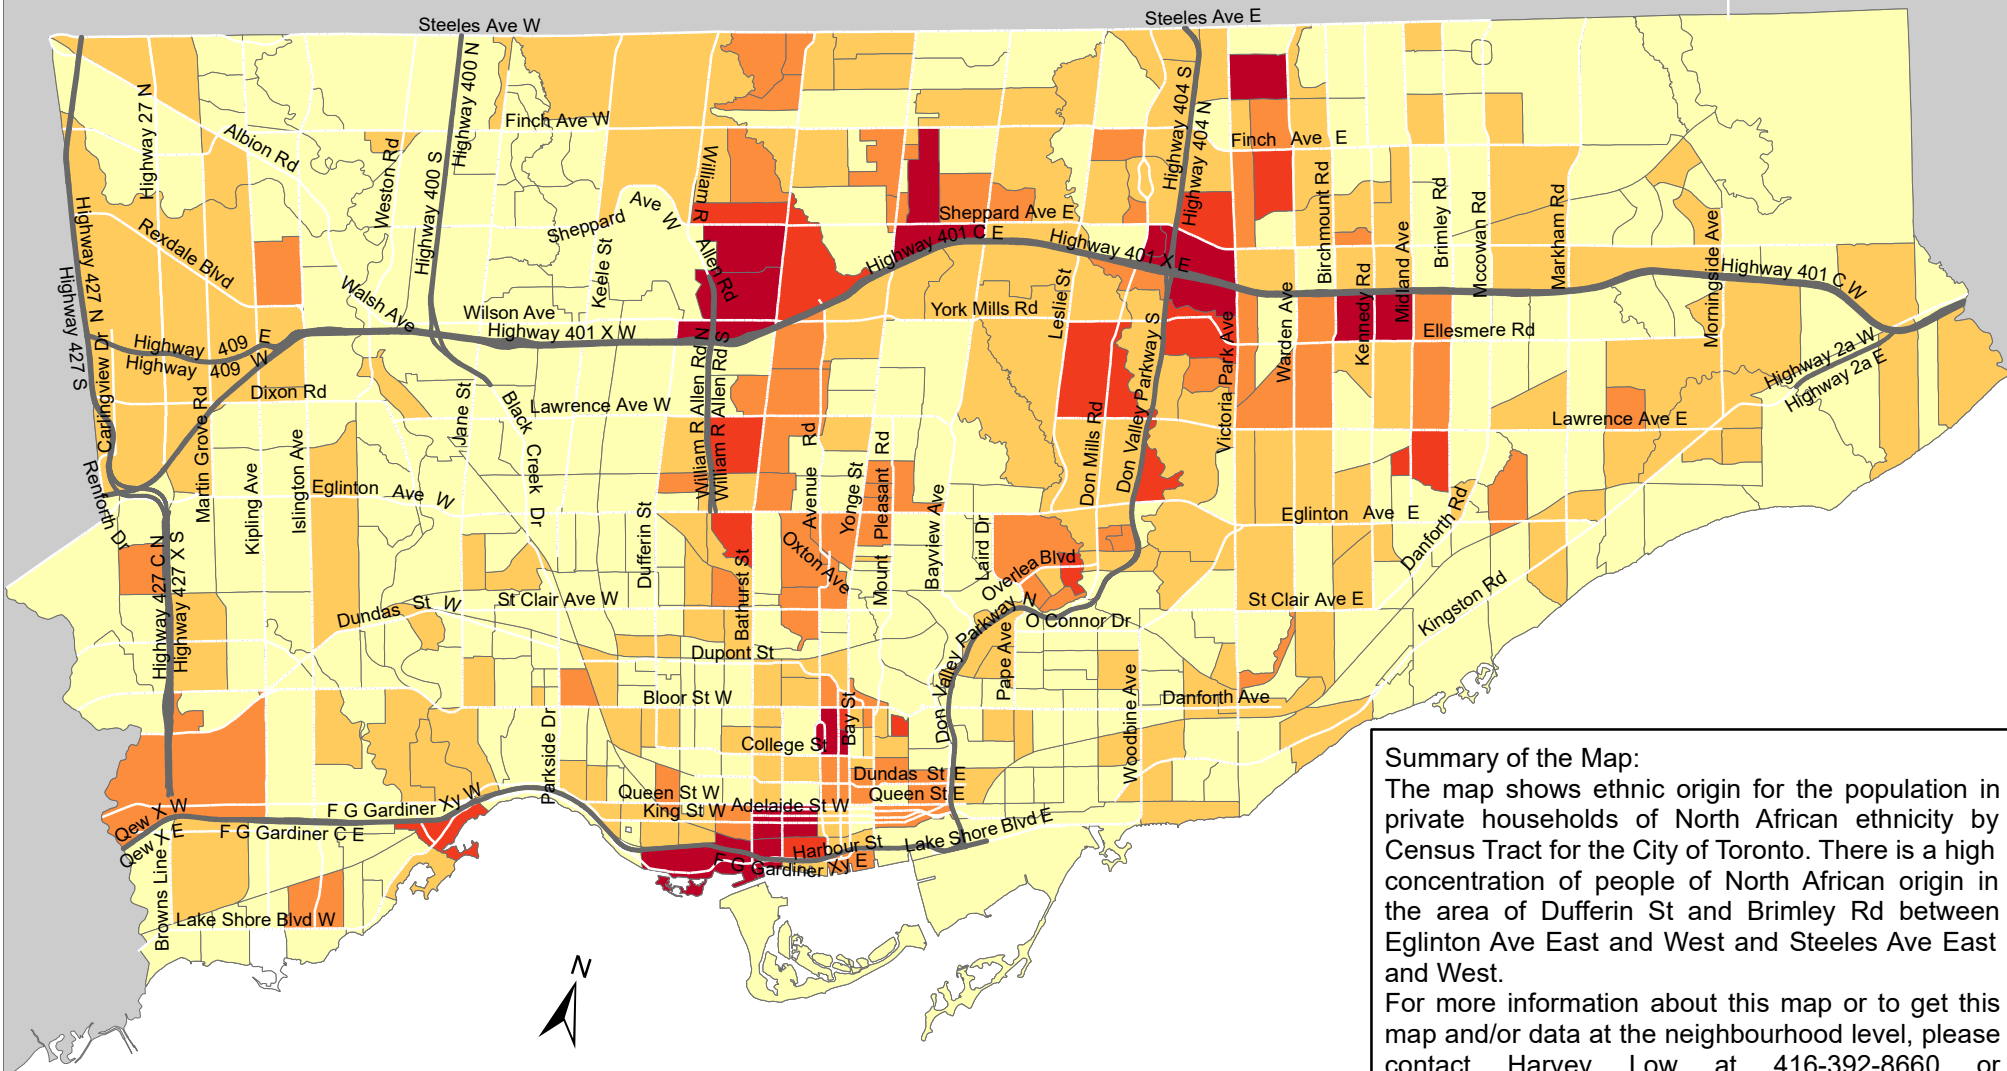 Steeles Ave W
Steeles Ave E
Highway 27 N
Albion Rd
Weston Rd
Highway 400 N
Highway 400 S
Finch Ave W
William R
Allen Rd
Highway 404 S
Highway 404 N
Finch Ave E
Birchmount Rd
Brimley Rd
Mccowan Rd
Markham Rd
Morningside Ave
Midland Ave
Kennedy Rd
Warden Ave
Victoria Park Ave
Highway 427 N
Highway 427 S
Rexdale Blvd
Sheppard Ave W
Keele St
Sheppard Ave E
Highway 401 C E
Highway 401 X E
Leslie St
York Mills Rd
Walsh Ave
Wilson Ave
Highway 401 X W
Ellesmere Rd
Highway 401 C W
Highway 2a W
Highway 2a E
Highway 409 E
Highway 409 W
Carlingview Dr
Martin Grove Rd
Dixon Rd
Jane St
Black Creek Dr
Lawrence Ave W
William R Allen Rd N
William R Allen Rd S
Don Mills Rd
Don Valley Parkway S
Lawrence Ave E
Renforth Dr
Kipling Ave
Islington Ave
Eglinton Ave W
Dufferin St
Avenue Rd
Yonge St
Mount Pleasant Rd
Bayview Ave
Laird Dr
Eglinton Ave E
Danforth Rd
Highway 427 C N
Highway 427 X S
Bathurst St
Oxton Ave
Overlea Blvd
Dundas St W
St Clair Ave W
St Clair Ave E
Kingston Rd
Don Valley Parkway N
O Connor Dr
Pape Ave
Dupont St
Bloor St W
Woodbine Ave
Danforth Ave
Parkside Dr
Bay St
College St
Dundas St E
Queen St W
Queen St E
King St W
Adelaide St W
Qew X W
Qew X E
F G Gardiner Xy W
F G Gardiner C E
Harbour St
Lake Shore Blvd E
F G Gardiner Xy E
Browns Line
Lake Shore Blvd W
N
Summary of the Map:
The map shows ethnic origin for the population in
private households of North African ethnicity by
Census Tract for the City of Toronto. There is a high
concentration of people of North African origin in
the area of Dufferin St and Brimley Rd between
Eglinton Ave East and West and Steeles Ave East
and West.
For more information about this map or to get this
map and/or data at the neighbourhood level, please
contact Harvey Low at 416-392-8660 or